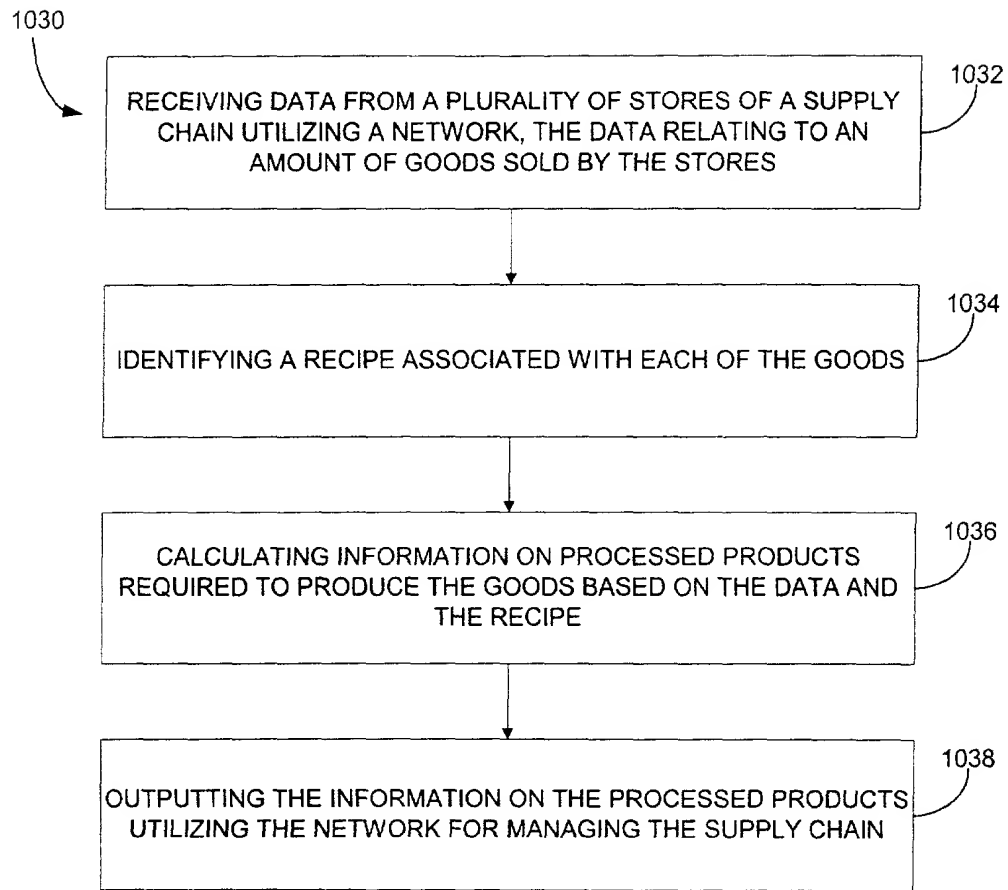 1030
1032
RECEIVING DATA FROM A PLURALITY OF STORES OF A SUPPLY
CHAIN UTILIZING A NETWORK, THE DATA RELATING TO AN
AMOUNT OF GOODS SOLD BY THE STORES
1034
IDENTIFYING A RECIPE ASSOCIATED WITH EACH OF THE GOODS
1036
CALCULATING INFORMATION ON PROCESSED PRODUCTS
REQUIRED TO PRODUCE THE GOODS BASED ON THE DATA AND
THE RECIPE
1038
OUTPUTTING THE INFORMATION ON THE PROCESSED PRODUCTS
UTILIZING THE NETWORK FOR MANAGING THE SUPPLY CHAIN